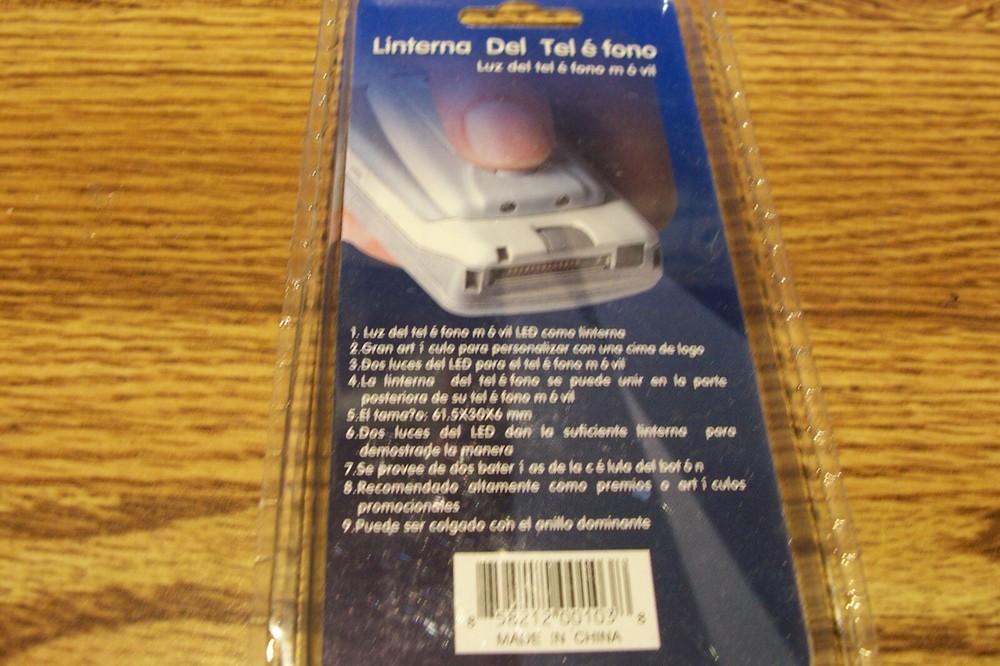 Linterna Del Tel é fono
Luz del tel é fono m ó vil
1. Luz del tel é fono m ó vil LED como linterna
2.Gran art í culo para personalizar con una cima de logo
3.Dos luces del LED para el tel é fono m ó vil
4.La linterna del tel é fono se puede unir en la parte
posteriora de su tel é fono m ó vil
5.El tama?o: 61.5X30X6 mm
6.Dos luces del LED dan la suficiente linterna para
demostrarle la manera
7.Se provee de dos bater í as de la c é lula del bot ó n
8.Recomendado altamente como premios o art í culos
promocionales
9.Puede ser colgado con el anillo dominante
8 58212 00103 8
MADE IN CHINA